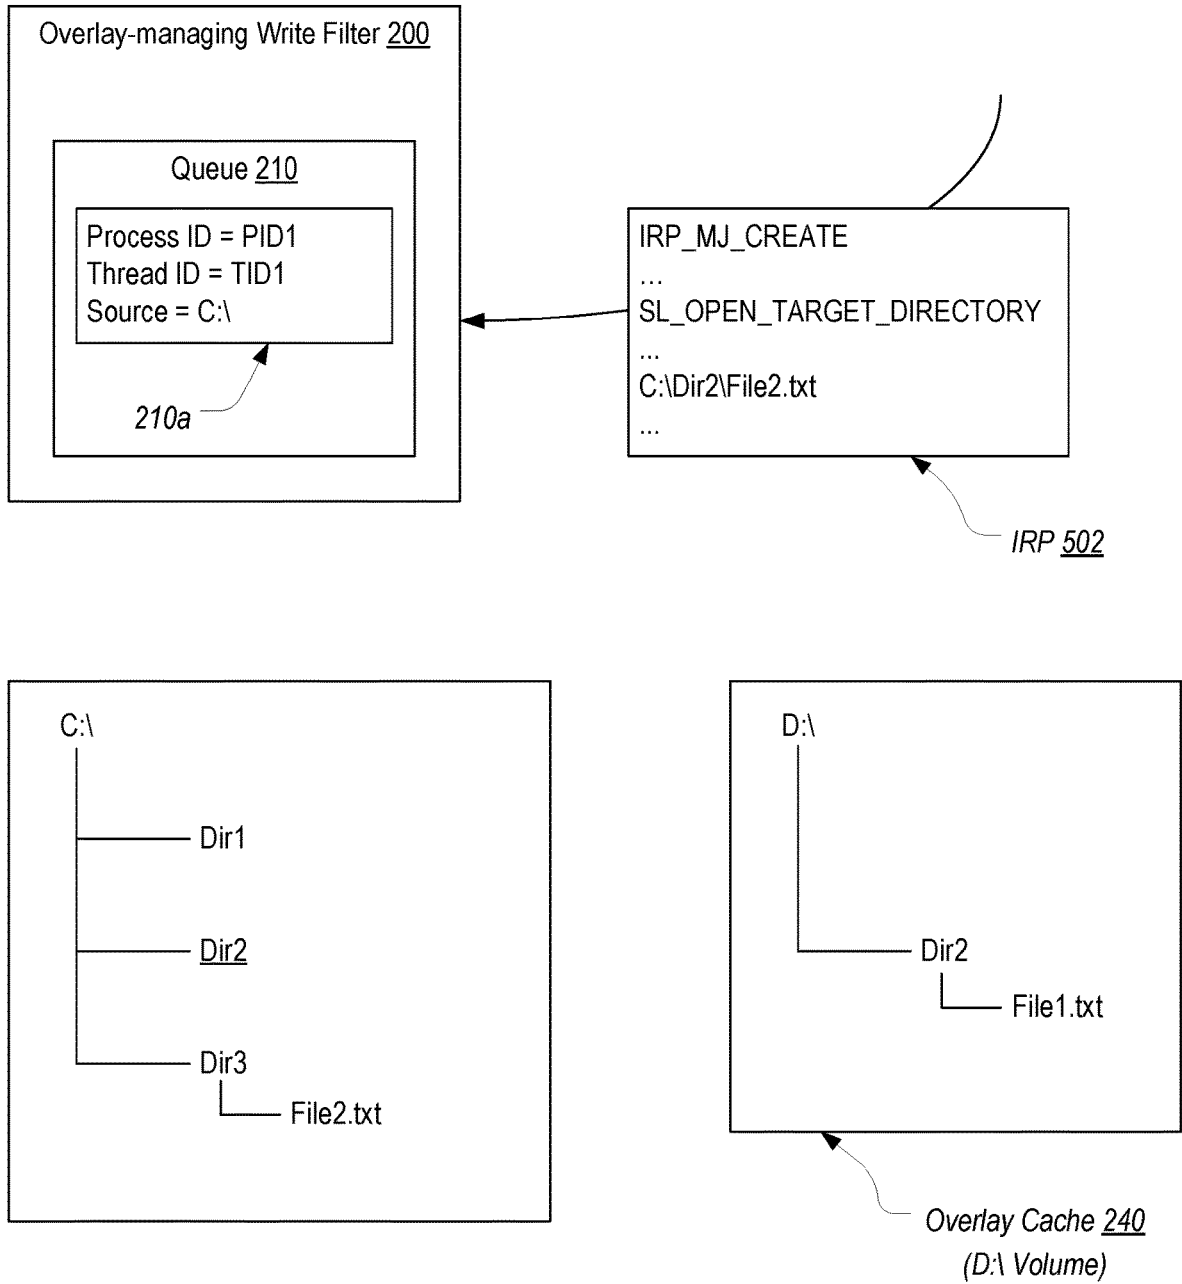 Overlay-managing Write Filter 200
Queue 210
Process ID = PID1
Thread ID = TID1
Source = C:\
210a
IRP_MJ_CREATE
...
SL_OPEN_TARGET_DIRECTORY
...
C:\Dir2\File2.txt
...
IRP 502
C:\
Dir1
Dir2
Dir3
File2.txt
D:\
Dir2
File1.txt
Overlay Cache 240
(D:\ Volume)